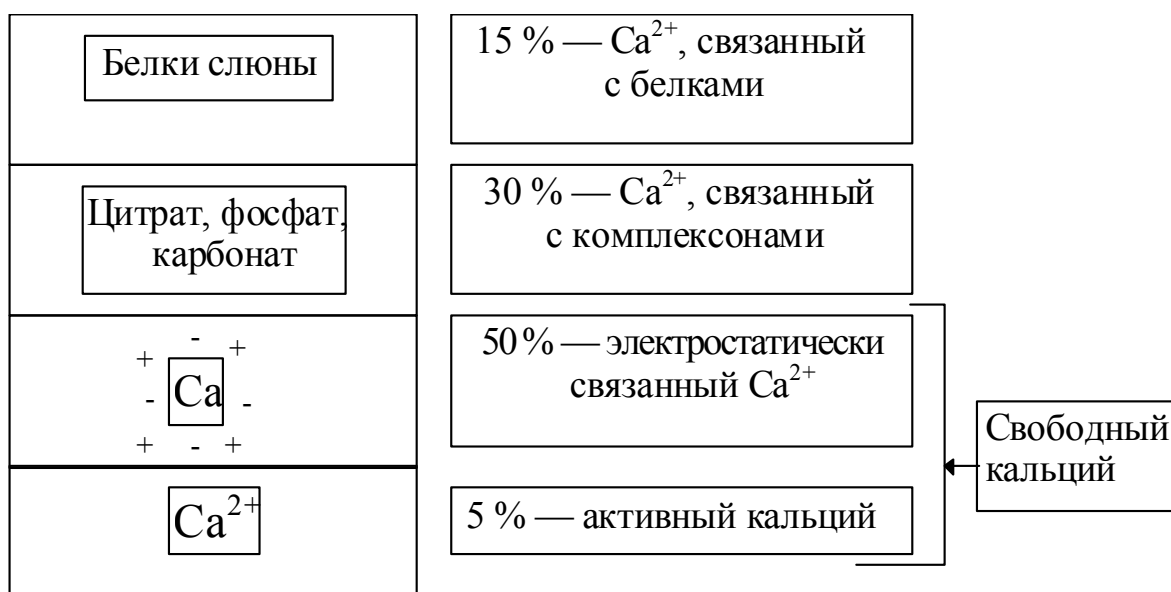 Белки слюны
15 % — Ca²⁺, связанный
с белками
Цитрат, фосфат,
карбонат
30 % — Ca²⁺, связанный
с комплексонами
+ - +
- Ca -
+ - +
50 % — электростатически
связанный Ca²⁺
Свободный
кальций
Ca²⁺
5 % — активный кальций